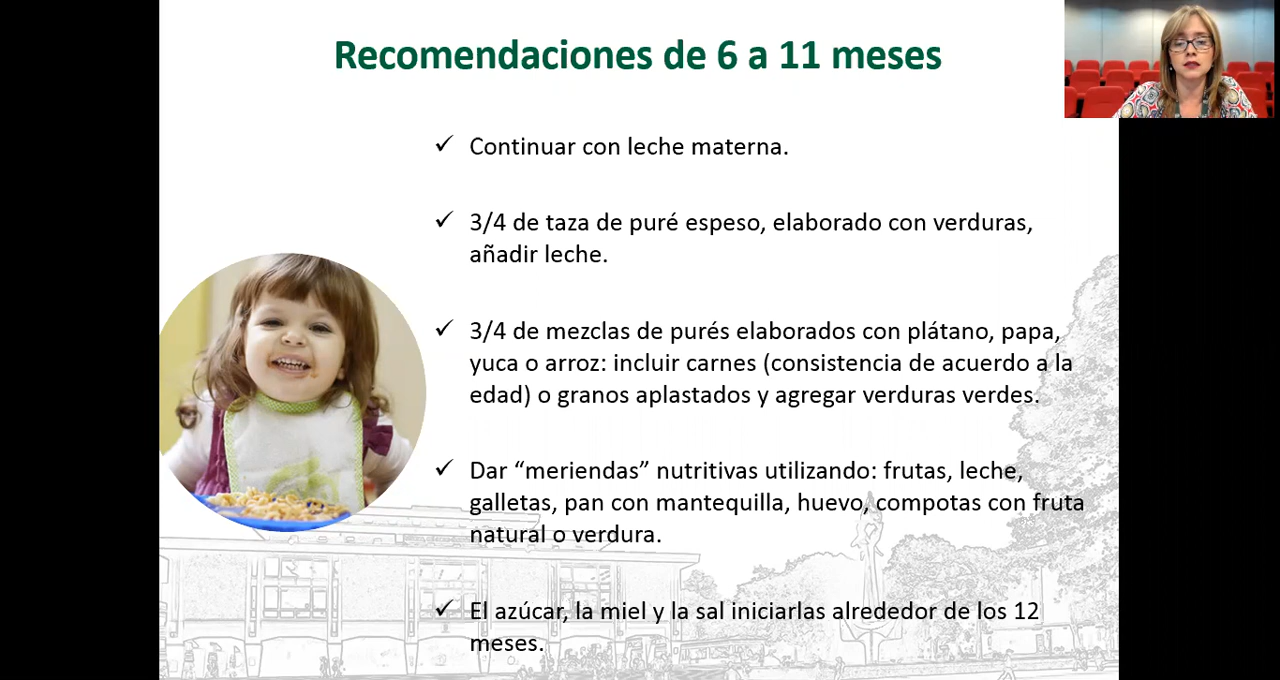 Recomendaciones de 6 a 11 meses
✓ Continuar con leche materna.
✓ 3/4 de taza de puré espeso, elaborado con verduras,
añadir leche.
✓ 3/4 de mezclas de purés elaborados con plátano, papa,
yuca o arroz: incluir carnes (consistencia de acuerdo a la
edad) o granos aplastados y agregar verduras verdes.
✓ Dar “meriendas” nutritivas utilizando: frutas, leche,
galletas, pan con mantequilla, huevo, compotas con fruta
natural o verdura.
✓ El azúcar, la miel y la sal iniciarlas alrededor de los 12
meses.